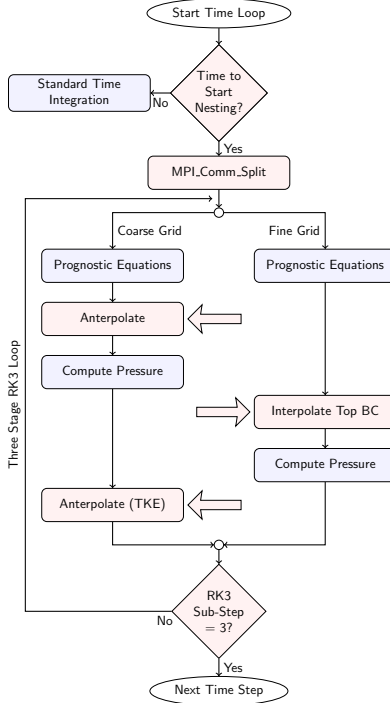 Start Time Loop
Time to
Start
Nesting?
Standard Time
Integration
No
Yes
MPI_Comm_Split
Coarse Grid
Fine Grid
Prognostic Equations
Prognostic Equations
Anterpolate
Compute Pressure
Interpolate Top BC
Compute Pressure
Anterpolate (TKE)
Three Stage RK3 Loop
RK3
Sub-Step
= 3?
No
Yes
Next Time Step